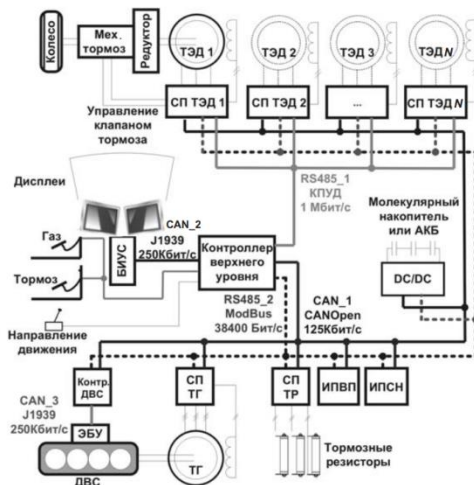 Колесо
Мех.
тормоз
Редуктор
ТЭД 1
ТЭД 2
ТЭД 3
ТЭД N
СП ТЭД 1
СП ТЭД 2
...
СП ТЭД N
Управление
клапаном
тормоза
Дисплеи
RS485_1
КПУД
1 Мбит/с
Молекулярный
накопитель
или АКБ
Газ
CAN_2
J1939
250Кбит/с
БИУС
Контроллер
верхнего
уровня
DC/DC
Тормоз
RS485_2
ModBus
38400 Бит/с
CAN_1
CANOpen
125Кбит/с
Направление
движения
Контр.
ДВС
СП
ТГ
СП
ТР
ИПВП
ИПСН
CAN_3
J1939
250Кбит/с
ЭБУ
ДВС
ТГ
Тормозные
резисторы